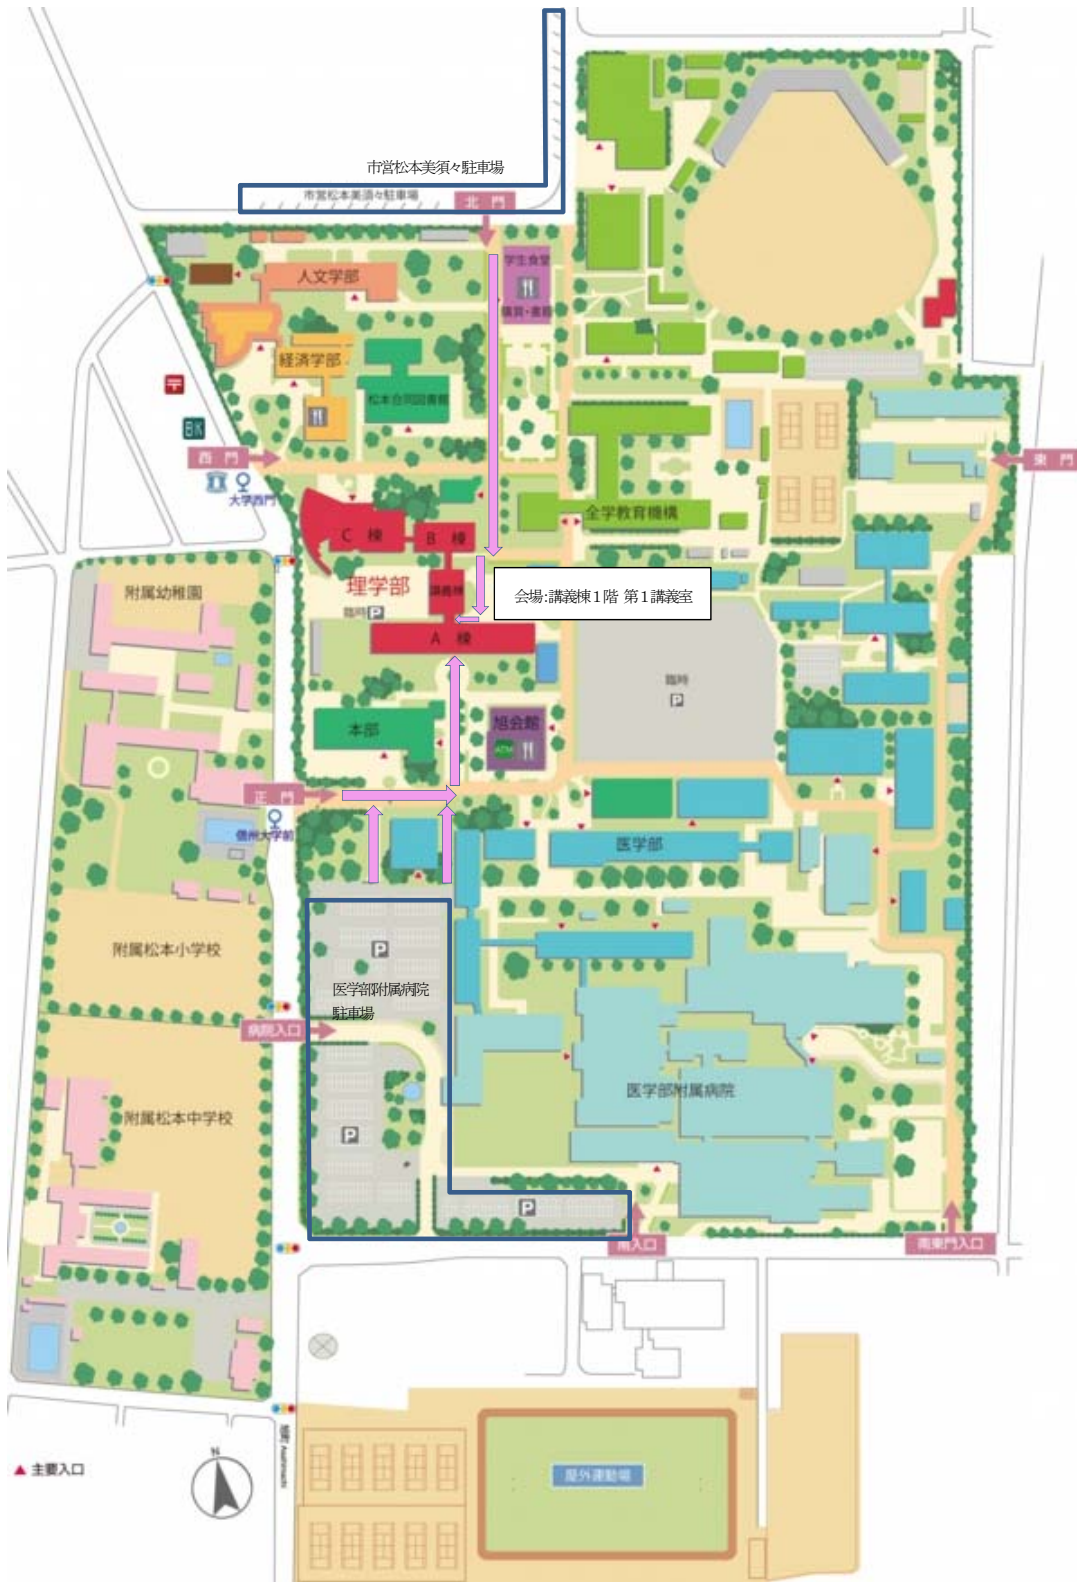 市営松本美須々駐車場
市営松本美須々駐車場
北 門
学生食堂
購買・書籍
人文学部
経済学部
松本合同図書館
〒
BK
西 門
大学西門
東 門
全学教育機構
C 棟
B 棟
理学部
講義棟
会場:講義棟1階 第1講義室
臨時 P
A 棟
附属幼稚園
臨時
P
本部
旭会館
ATM
正 門
信州大学前
医学部
附属松本小学校
P
医学部附属病院
駐車場
病院入口
医学部附属病院
附属松本中学校
P
P
南入口
南東門入口
▲ 主要入口
N
Asahimachi
屋外運動場